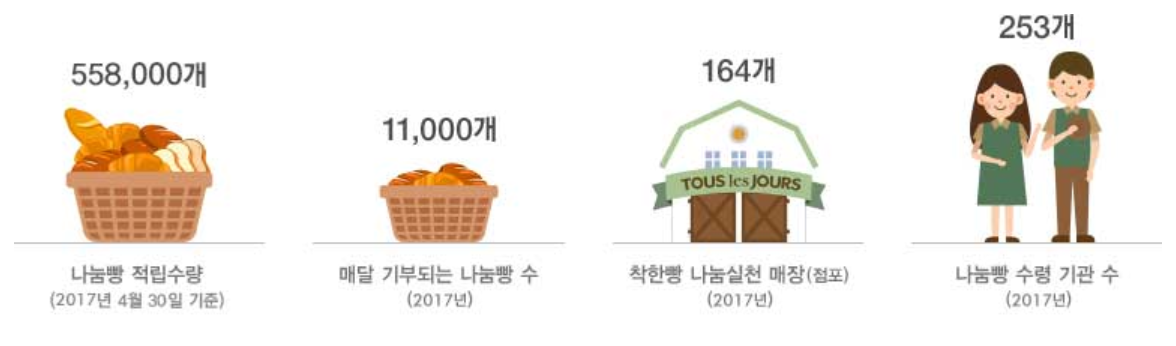 558,000개
나눔빵 적립수량
(2017년 4월 30일 기준)
11,000개
매달 기부되는 나눔빵 수
(2017년)
164개
TOUS les JOURS
착한빵 나눔실천 매장(점포)
(2017년)
253개
나눔빵 수령 기관 수
(2017년)